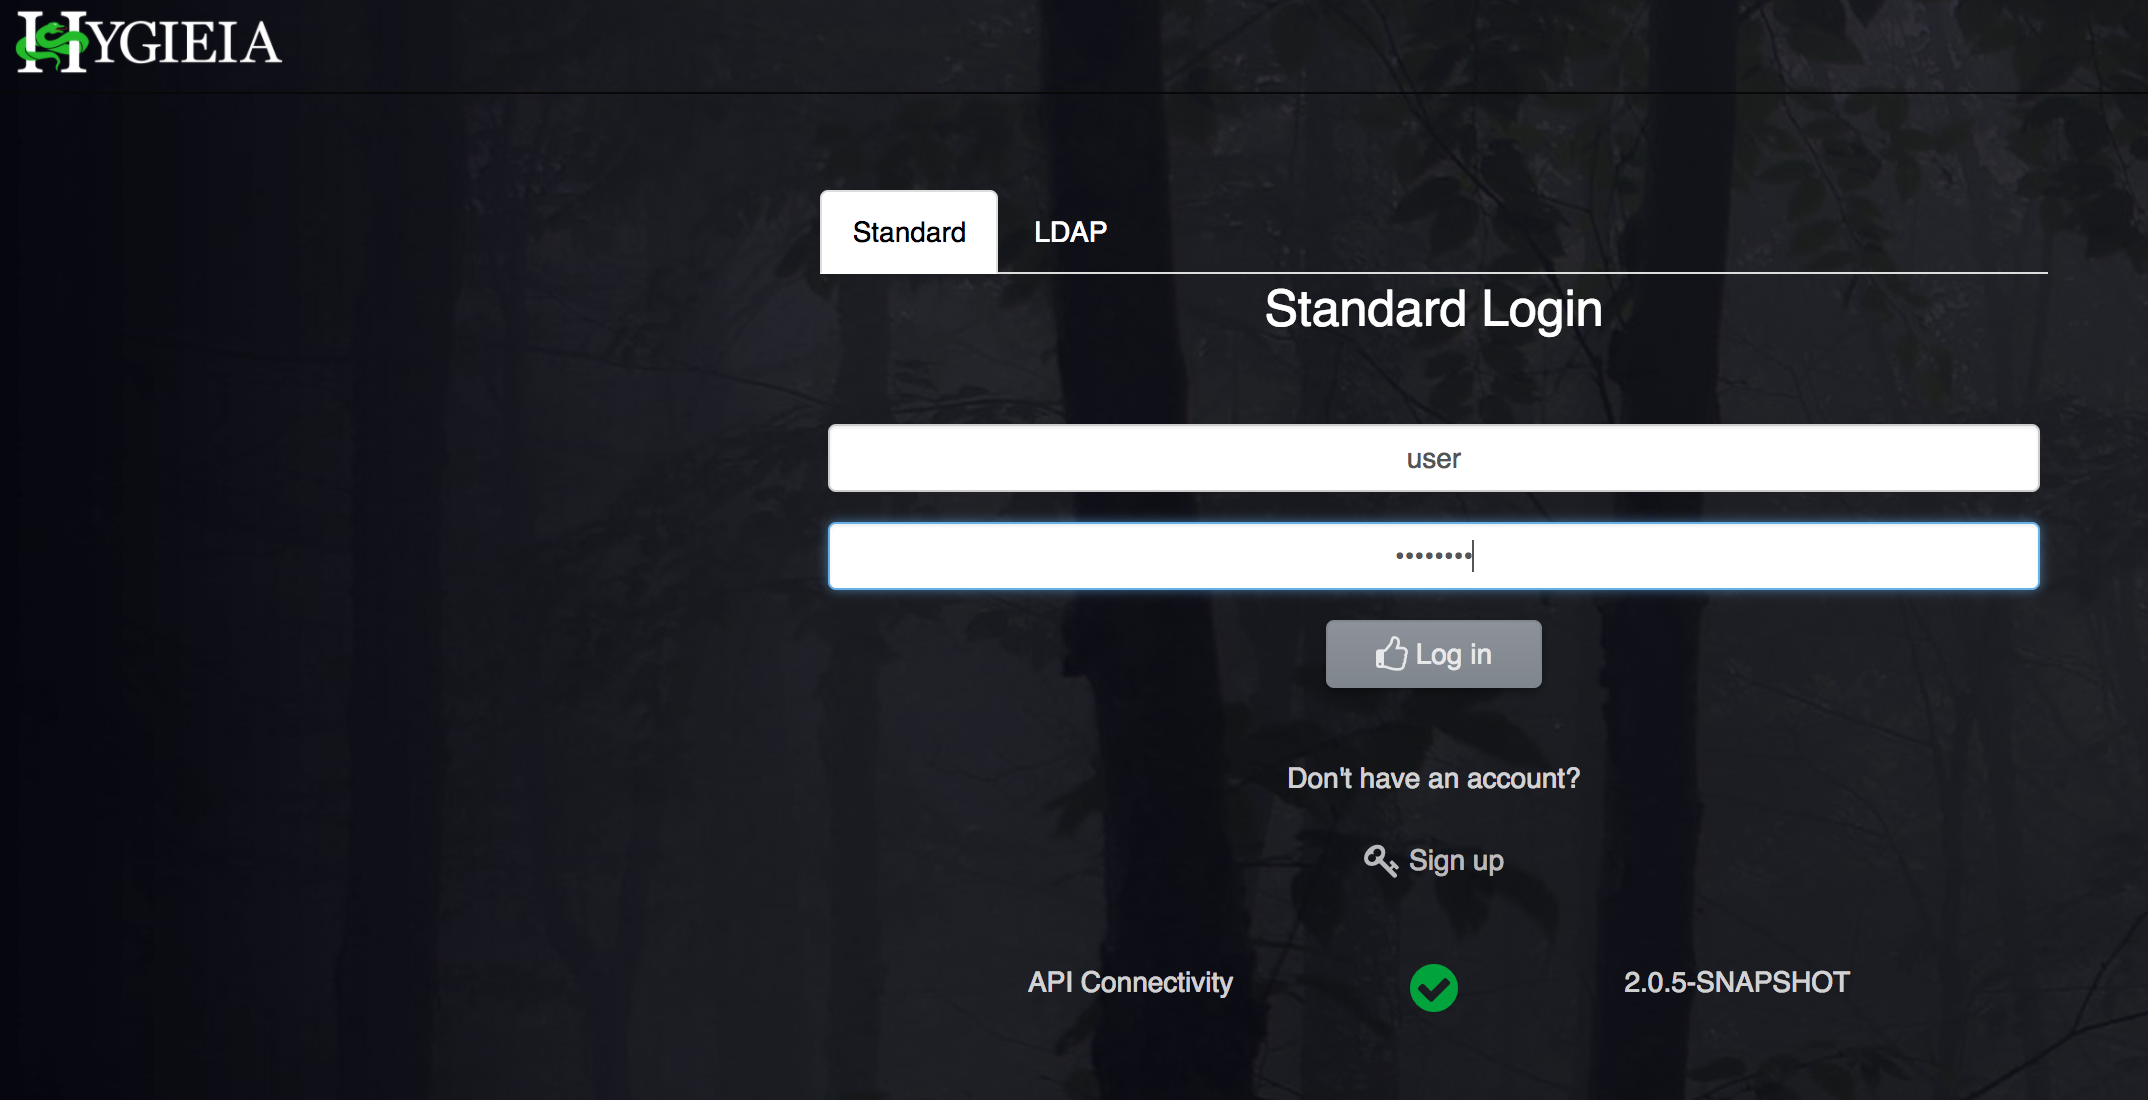 HYGIEIA
Standard LDAP
Standard Login
user
••••••••
Log in
Don't have an account?
Sign up
API Connectivity 2.0.5-SNAPSHOT